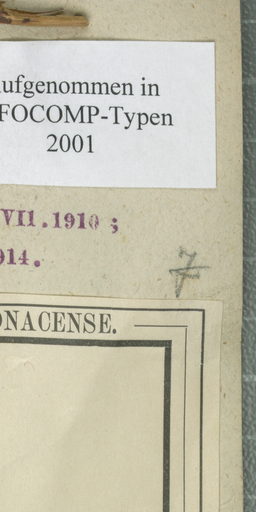 ufgenommen in
FOCOMP-Typen
2001
VII.1910 ;
914.
7
ONACENSE.